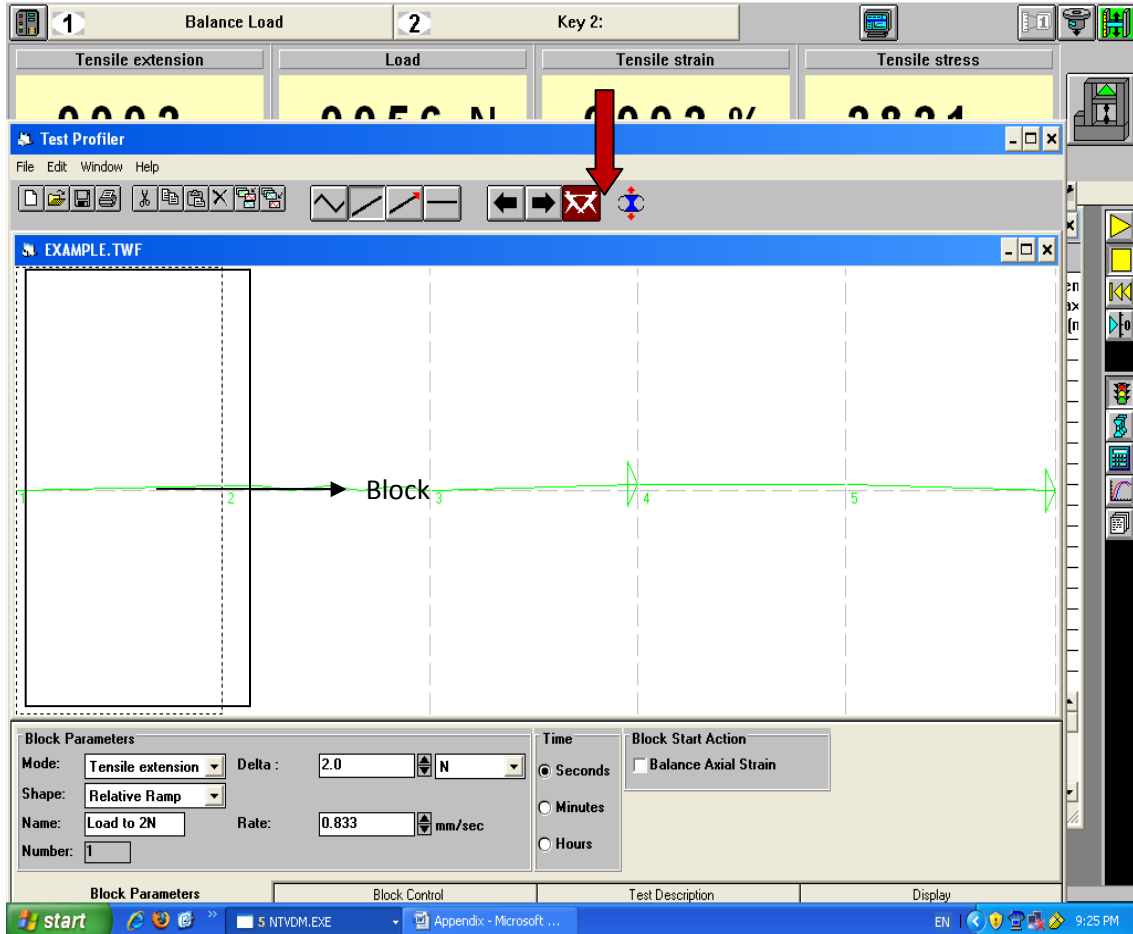 1 Balance Load 2 Key 2: 1
Tensile extension Load Tensile strain Tensile stress
Test Profiler
File Edit Window Help
EXAMPLE.TWF
1 2 3 4 5
Block
Block Parameters
Mode: Tensile extension Delta : 2.0 N
Shape: Relative Ramp
Name: Load to 2N Rate: 0.833 mm/sec
Number: 1
Time
Seconds
Minutes
Hours
Block Start Action
Balance Axial Strain
Block Parameters Block Control Test Description Display
start » 5 NTVDM.EXE Appendix - Microsoft ... EN 9:25 PM